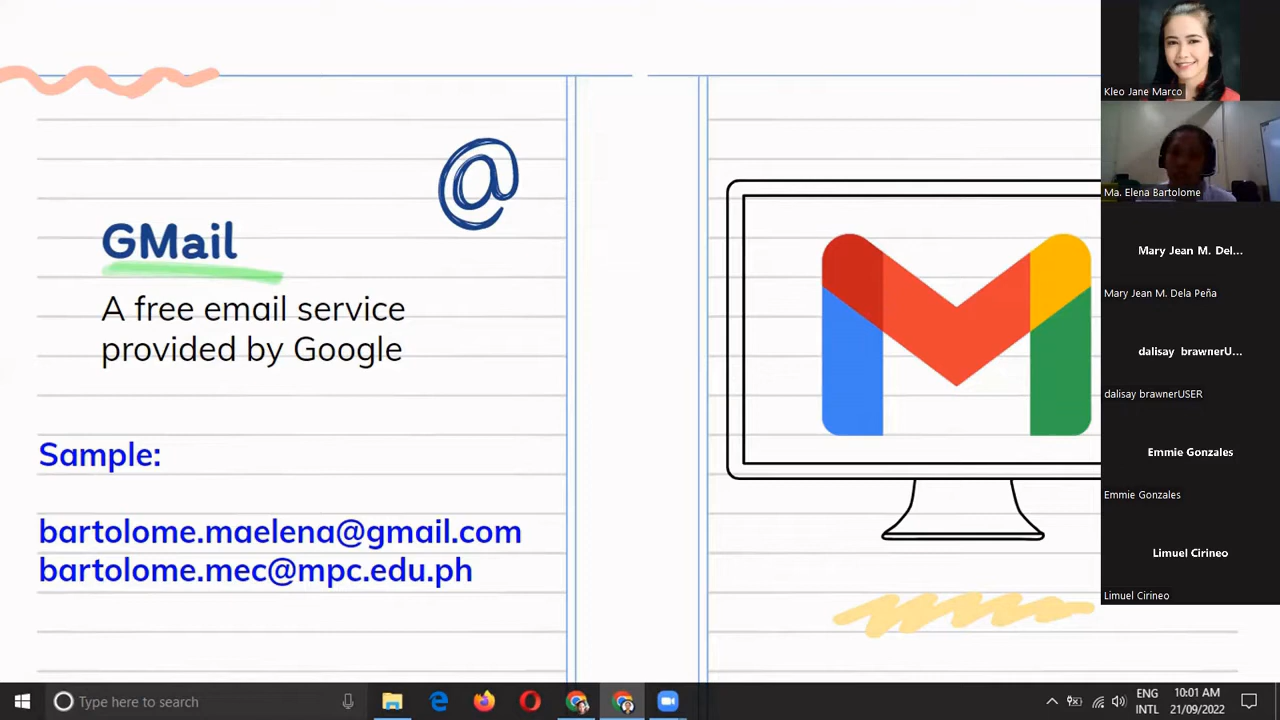 @
GMail
A free email service
provided by Google
Sample:
bartolome.maelena@gmail.com
bartolome.mec@mpc.edu.ph
Kleo Jane Marco
Ma. Elena Bartolome
Mary Jean M. Del...
Mary Jean M. Dela Peña
dalisay brawnerU...
dalisay brawnerUSER
Emmie Gonzales
Emmie Gonzales
Limuel Cirineo
Limuel Cirineo
Type here to search
ENG
INTL
10:01 AM
21/09/2022